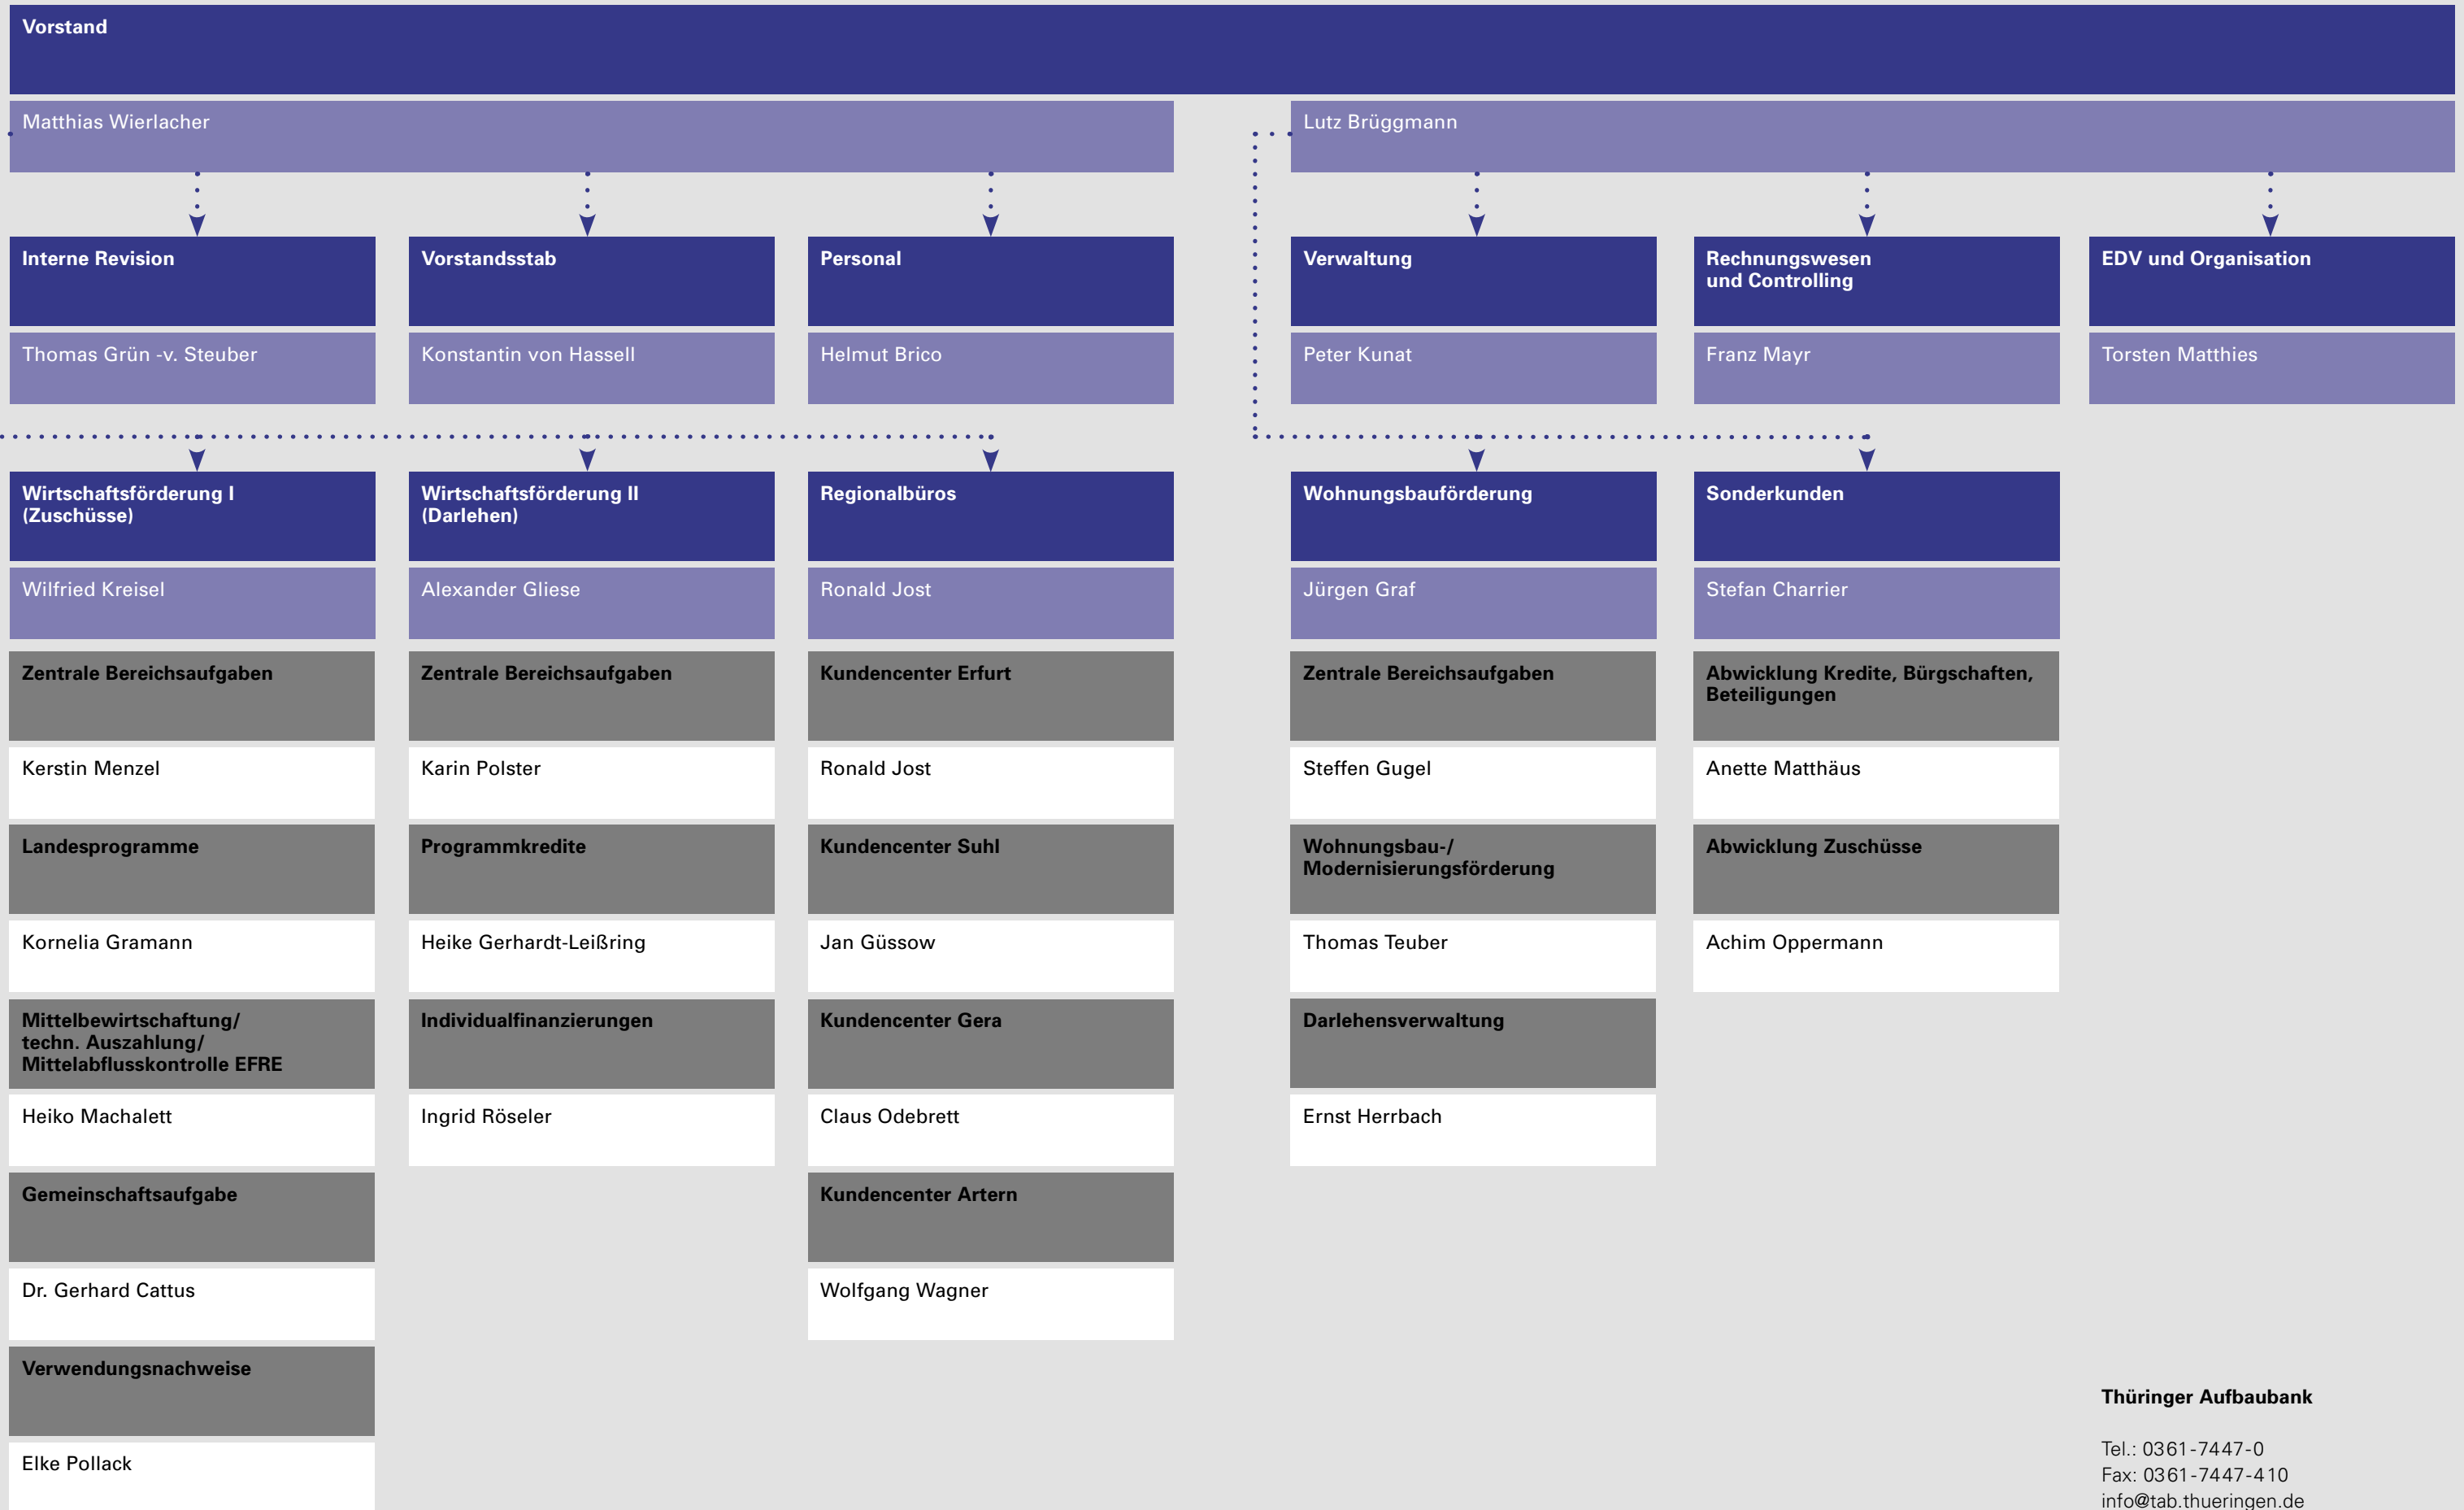 Vorstand
Matthias Wierlacher
Lutz Brüggmann
Interne Revision
Thomas Grün -v. Steuber
Vorstandsstab
Konstantin von Hassell
Personal
Helmut Brico
Verwaltung
Peter Kunat
Rechnungswesen
und Controlling
Franz Mayr
EDV und Organisation
Torsten Matthies
Wirtschaftsförderung I
(Zuschüsse)
Wilfried Kreisel
Zentrale Bereichsaufgaben
Kerstin Menzel
Landesprogramme
Kornelia Gramann
Mittelbewirtschaftung/
techn. Auszahlung/
Mittelabflusskontrolle EFRE
Heiko Machalett
Gemeinschaftsaufgabe
Dr. Gerhard Cattus
Verwendungsnachweise
Elke Pollack
Wirtschaftsförderung II
(Darlehen)
Alexander Gliese
Zentrale Bereichsaufgaben
Karin Polster
Programmkredite
Heike Gerhardt-Leißring
Individualfinanzierungen
Ingrid Röseler
Regionalbüros
Ronald Jost
Kundencenter Erfurt
Ronald Jost
Kundencenter Suhl
Jan Güssow
Kundencenter Gera
Claus Odebrett
Kundencenter Artern
Wolfgang Wagner
Wohnungsbauförderung
Jürgen Graf
Zentrale Bereichsaufgaben
Steffen Gugel
Wohnungsbau-/
Modernisierungsförderung
Thomas Teuber
Darlehensverwaltung
Ernst Herrbach
Sonderkunden
Stefan Charrier
Abwicklung Kredite, Bürgschaften,
Beteiligungen
Anette Matthäus
Abwicklung Zuschüsse
Achim Oppermann
Thüringer Aufbaubank
Tel.: 0361-7447-0
Fax: 0361-7447-410
info@tab.thueringen.de